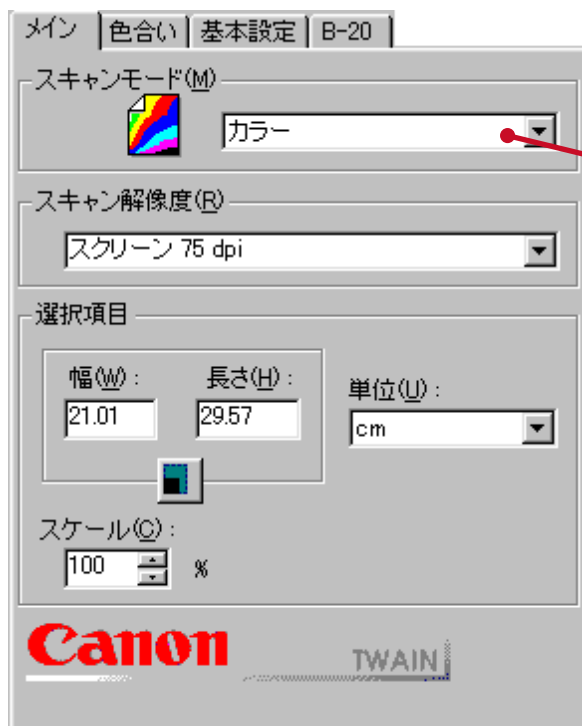 メイン 色合い 基本設定 B-20
スキャンモード(M)
カラー
スキャン解像度(R)
スクリーン 75 dpi
選択項目
幅(W) : 長さ(H) : 単位(U) :
21.01 29.57 cm
スケール(C) :
100 %
Canon TWAIN